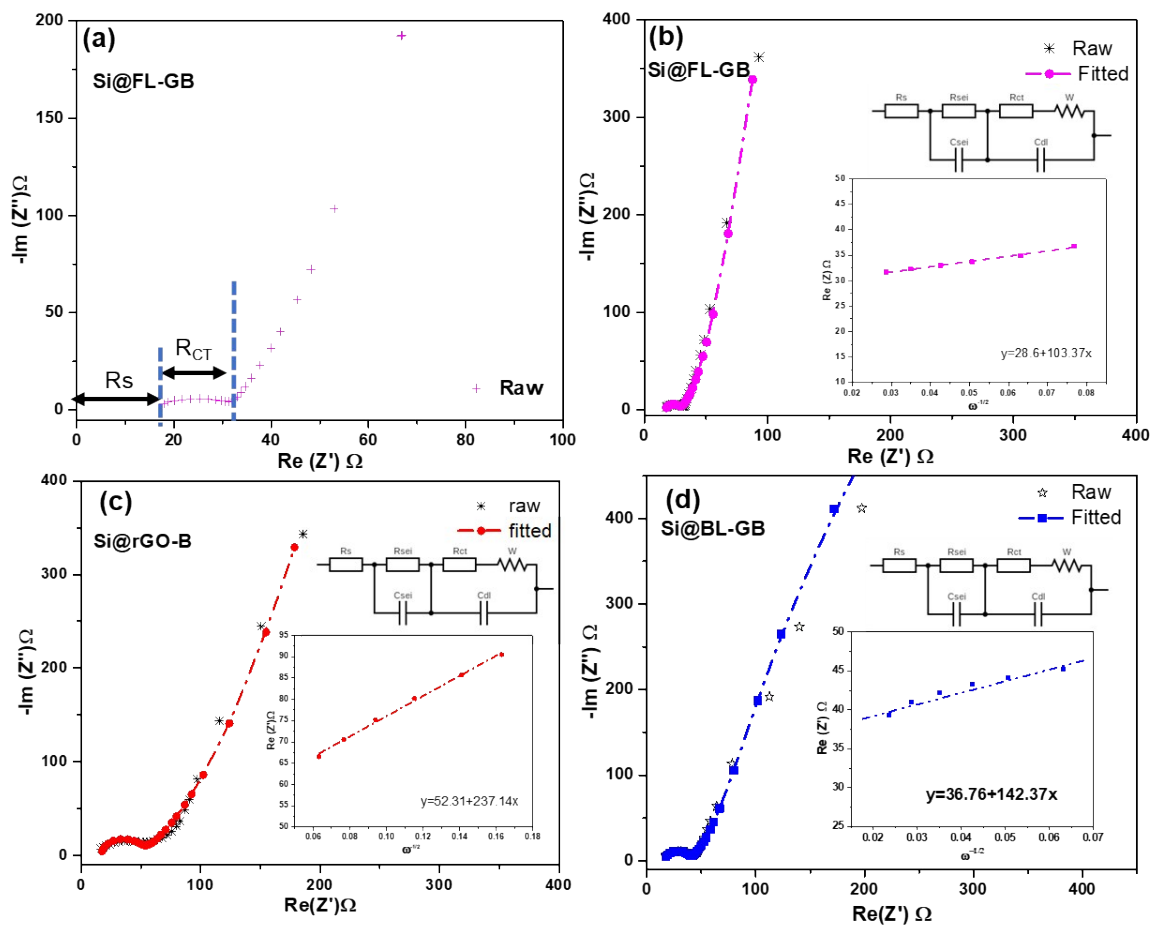 (a)
Si@FL-GB
200
150
100
50
0
-Im (Z'')Ω
Rs
R_CT
Raw
0 20 40 60 80 100
Re (Z') Ω
(b)
Si@FL-GB
Raw
Fitted
400
300
200
100
0
-Im (Z'')Ω
Rs Rsei Rct W
Csei Cdl
50
45
40
35
30
25
20
15
10
Re (Z) Ω
y=28.6+103.37x
0.02 0.03 0.04 0.05 0.06 0.07 0.08
ω^-1/2
0 100 200 300 400
Re (Z') Ω
(c)
Si@rGO-B
raw
fitted
400
350
300
250
200
150
100
50
0
-Im (Z'')Ω
Rs Rsei Rct W
Csei Cdl
95
90
85
80
75
70
65
60
55
50
Re (Z')Ω
y=52.31+237.14x
0.06 0.08 0.10 0.12 0.14 0.16 0.18
ω^-1/2
0 100 200 300 400
Re(Z')Ω
(d)
Si@BL-GB
Raw
Fitted
400
300
200
100
0
-Im (Z'') Ω
Rs Rsei Rct W
Csei Cdl
50
45
40
35
30
25
Re (Z') Ω
y=36.76+142.37x
0.02 0.03 0.04 0.05 0.06 0.07
ω^-1/2
0 100 200 300 400
Re(Z')Ω